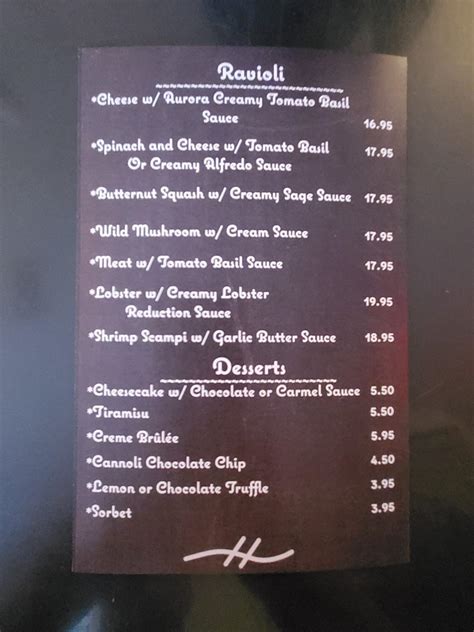 Ravioli
*Cheese w/ Aurora Creamy Tomato Basil
Sauce 16.95
*Spinach and Cheese w/ Tomato Basil 17.95
Or Creamy Alfredo Sauce
*Butternut Squash w/ Creamy Sage Sauce 17.95
*Wild Mushroom w/ Cream Sauce 17.95
*Meat w/ Tomato Basil Sauce 17.95
*Lobster w/ Creamy Lobster 19.95
Reduction Sauce
*Shrimp Scampi w/ Garlic Butter Sauce 18.95
Desserts
*Cheesecake w/ Chocolate or Carmel Sauce 5.50
*Tiramisu 5.50
*Creme Brûlée 5.95
*Cannoli Chocolate Chip 4.50
*Lemon or Chocolate Truffle 3.95
*Sorbet 3.95
H